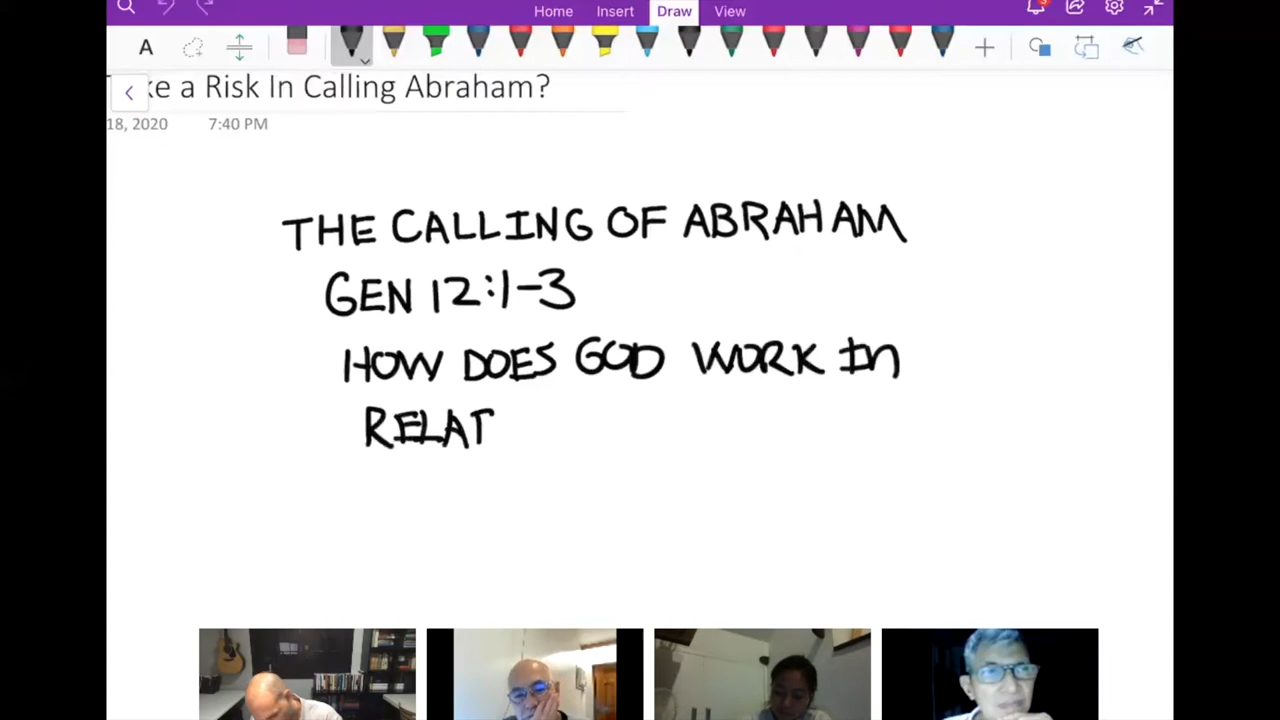 Home Insert Draw View
A
ke a Risk In Calling Abraham?
18, 2020 7:40 PM
THE CALLING OF ABRAHAM
GEN 12:1-3
HOW DOES GOD WORK In
RELAT